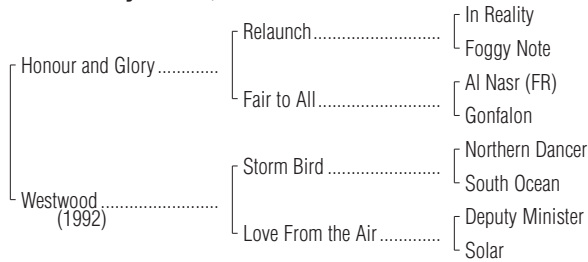 In Reality
Relaunch
Foggy Note
Honour and Glory
Al Nasr (FR)
Fair to All
Gonfalon
Northern Dancer
Storm Bird
South Ocean
Westwood
(1992)
Deputy Minister
Love From the Air
Solar